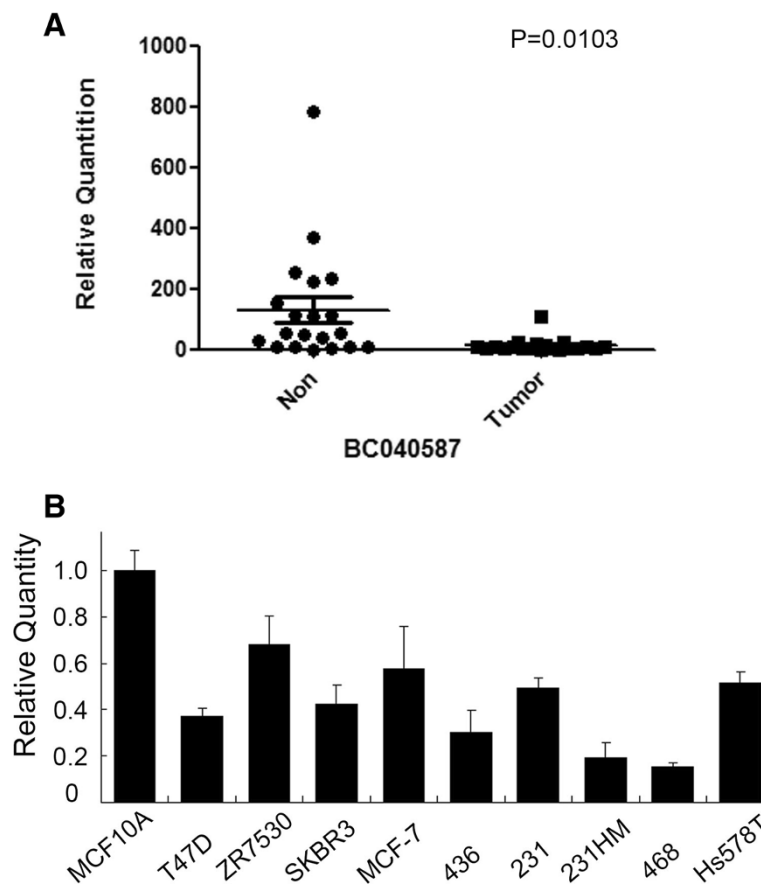 A
P=0.0103
Relative Quantition
1000
800
600
400
200
0
Non
Tumor
BC040587
B
Relative Quantity
1.0
0.8
0.6
0.4
0.2
0
MCF10A
T47D
ZR7530
SKBR3
MCF-7
436
231
231HM
468
Hs578T